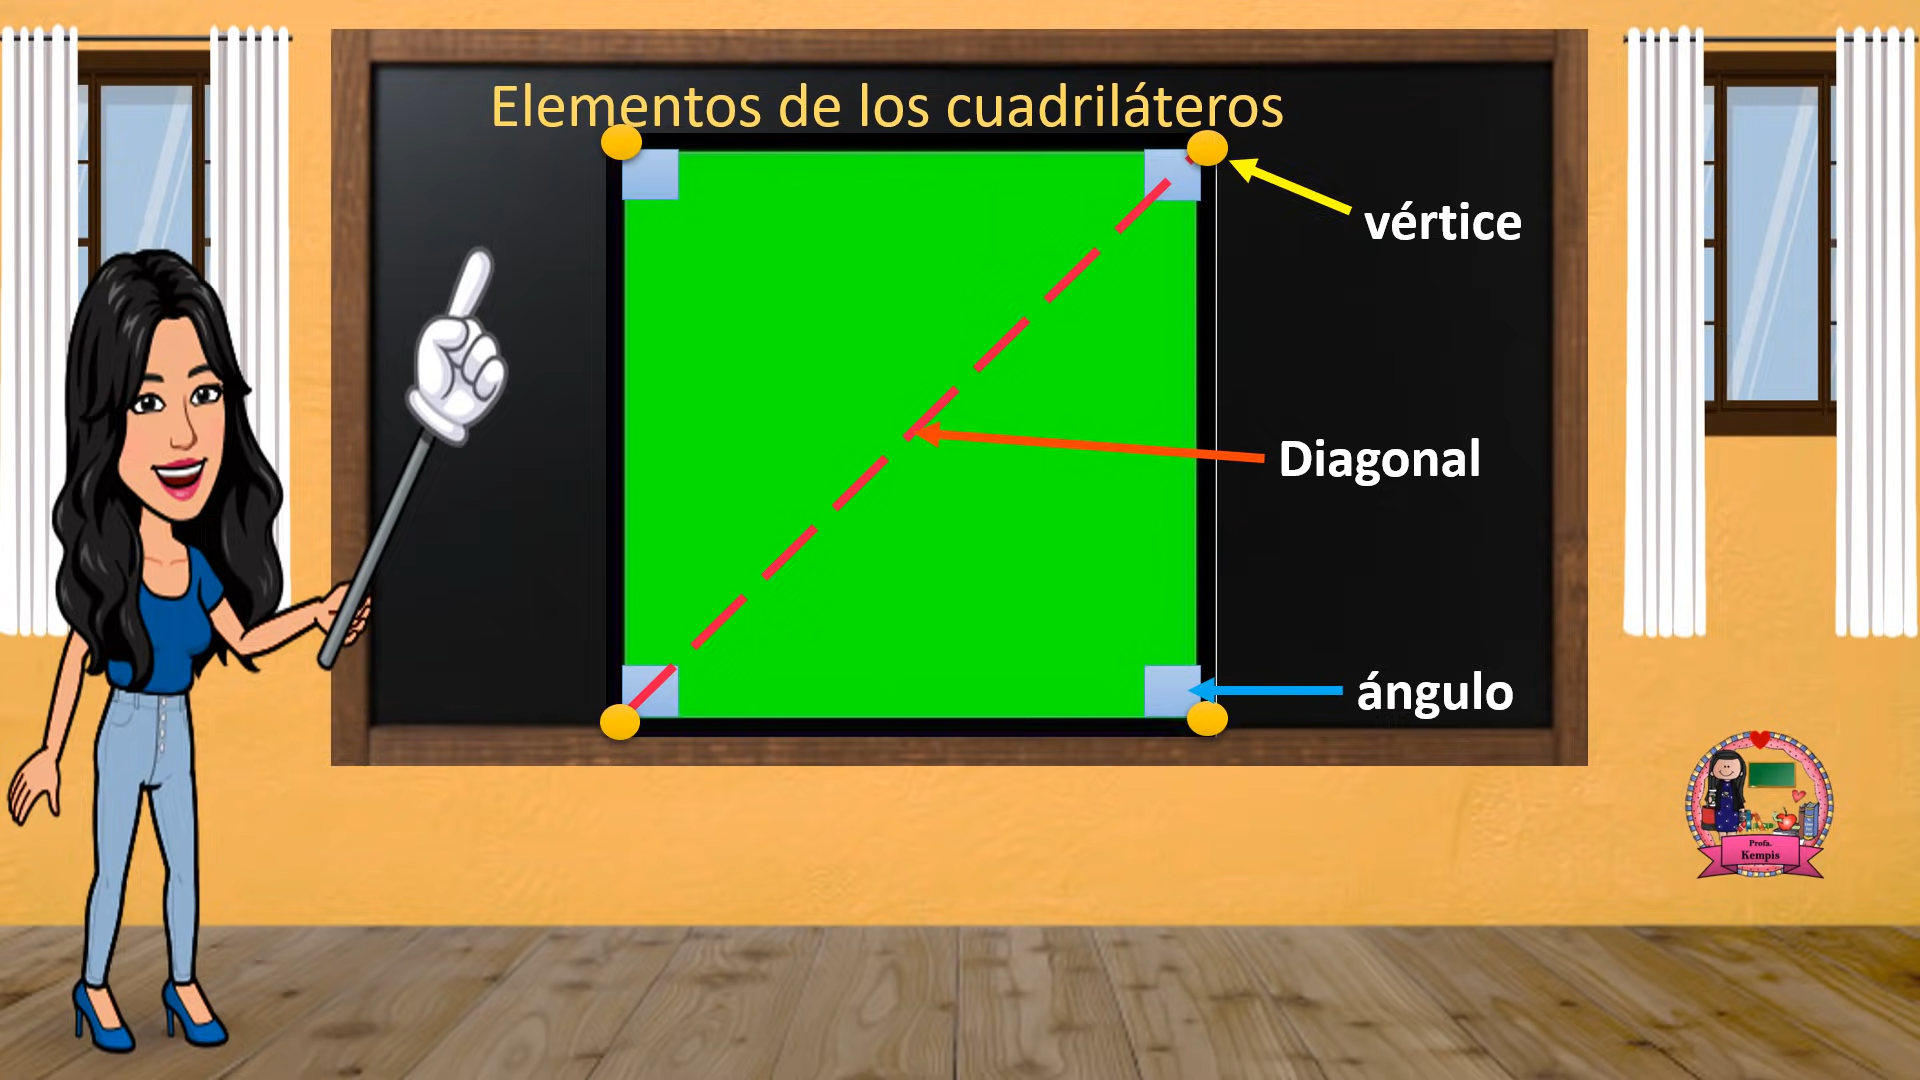 Elementos de los cuadriláteros
vértice
Diagonal
ángulo
Profa.
Kempis